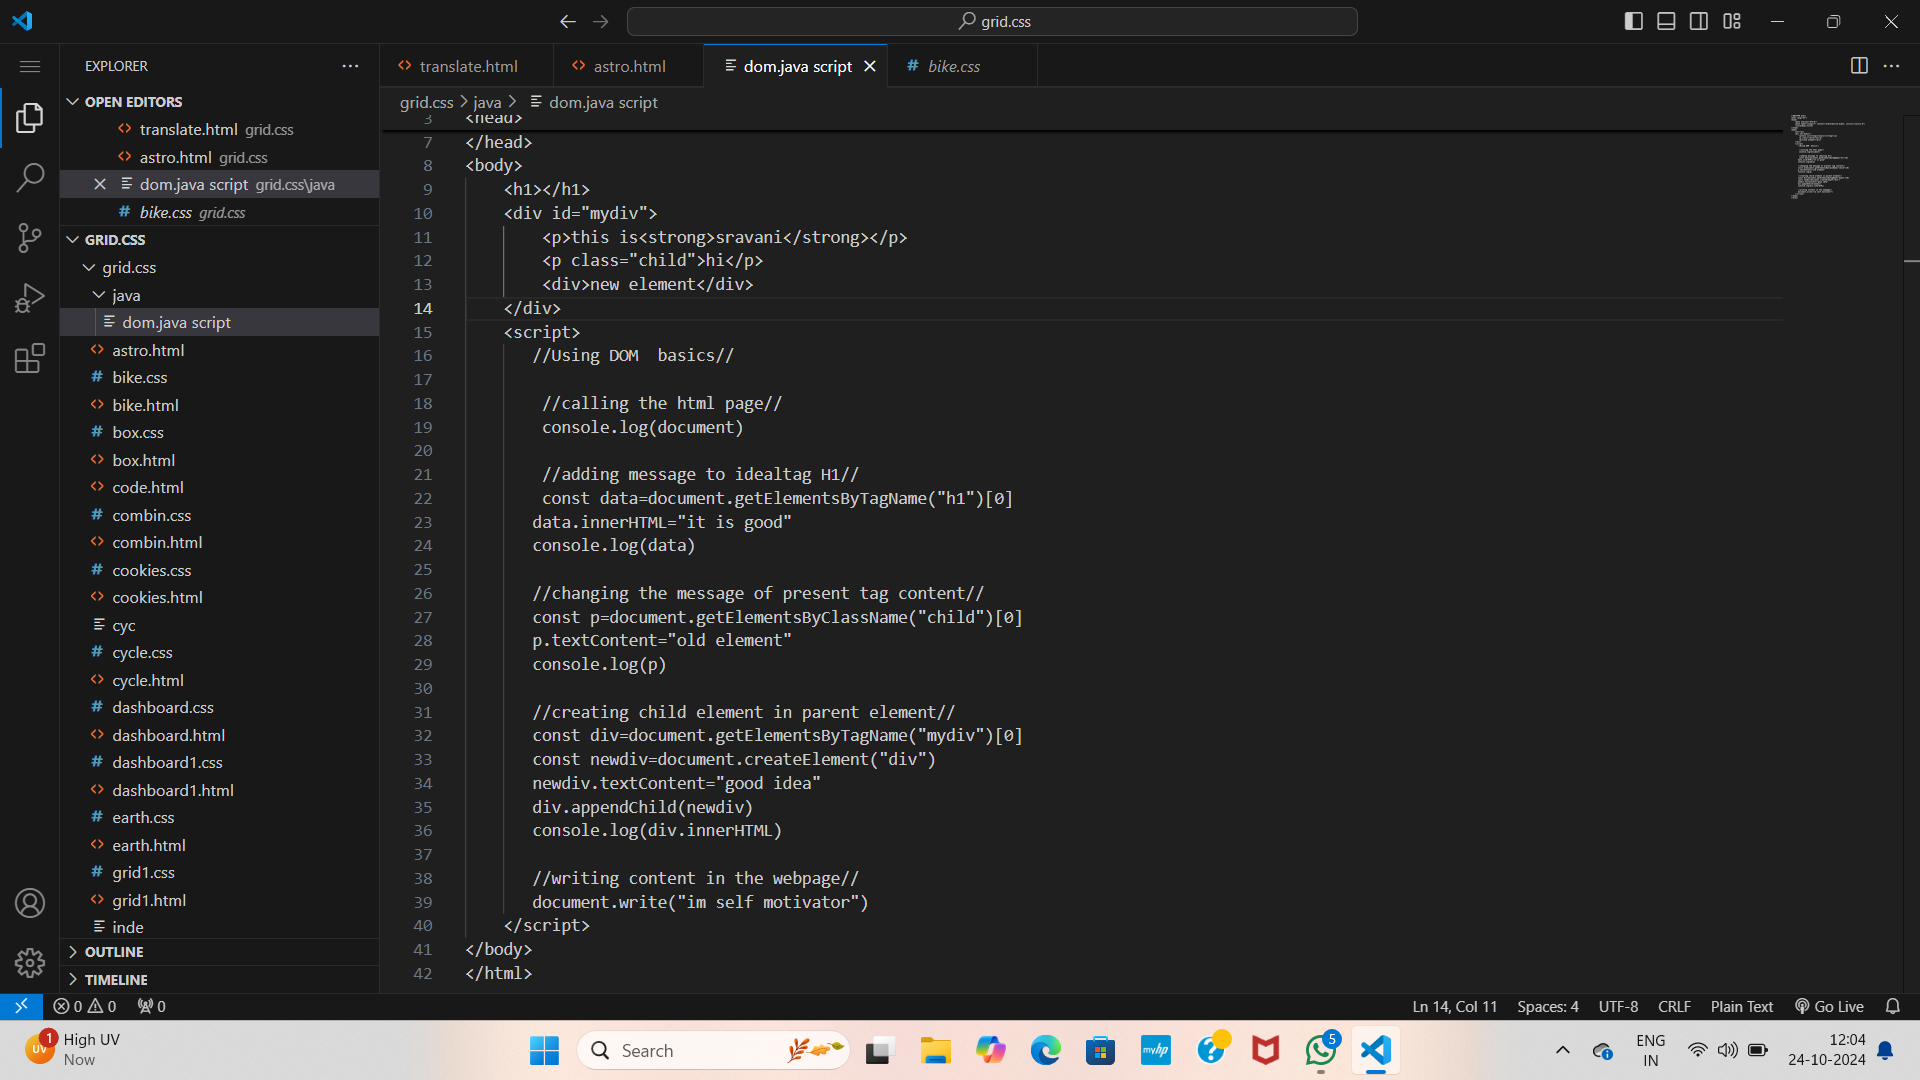 grid.css
EXPLORER
OPEN EDITORS
translate.html grid.css
astro.html grid.css
dom.java script grid.css\java
bike.css grid.css
GRID.CSS
grid.css
java
dom.java script
astro.html
bike.css
bike.html
box.css
box.html
code.html
combin.css
combin.html
cookies.css
cookies.html
cyc
cycle.css
cycle.html
dashboard.css
dashboard.html
dashboard1.css
dashboard1.html
earth.css
earth.html
grid1.css
grid1.html
inde
OUTLINE
TIMELINE
translate.html
astro.html
dom.java script
bike.css
grid.css > java > dom.java script
3 <head>
7 </head>
8 <body>
9 <h1></h1>
10 <div id="mydiv">
11 <p>this is<strong>sravani</strong></p>
12 <p class="child">hi</p>
13 <div>new element</div>
14 </div>
15 <script>
16 //Using DOM  basics//
17
18 //calling the html page//
19 console.log(document)
20
21 //adding message to idealtag H1//
22 const data=document.getElementsByTagName("h1")[0]
23 data.innerHTML="it is good"
24 console.log(data)
25
26 //changing the message of present tag content//
27 const p=document.getElementsByClassName("child")[0]
28 p.textContent="old element"
29 console.log(p)
30
31 //creating child element in parent element//
32 const div=document.getElementsByTagName("mydiv")[0]
33 const newdiv=document.createElement("div")
34 newdiv.textContent="good idea"
35 div.appendChild(newdiv)
36 console.log(div.innerHTML)
37
38 //writing content in the webpage//
39 document.write("im self motivator")
40 </script>
41 </body>
42 </html>
0 0 0
Ln 14, Col 11 Spaces: 4 UTF-8 CRLF Plain Text Go Live
UV 1
High UV
Now
Search
myhp
5
ENG
IN
12:04
24-10-2024